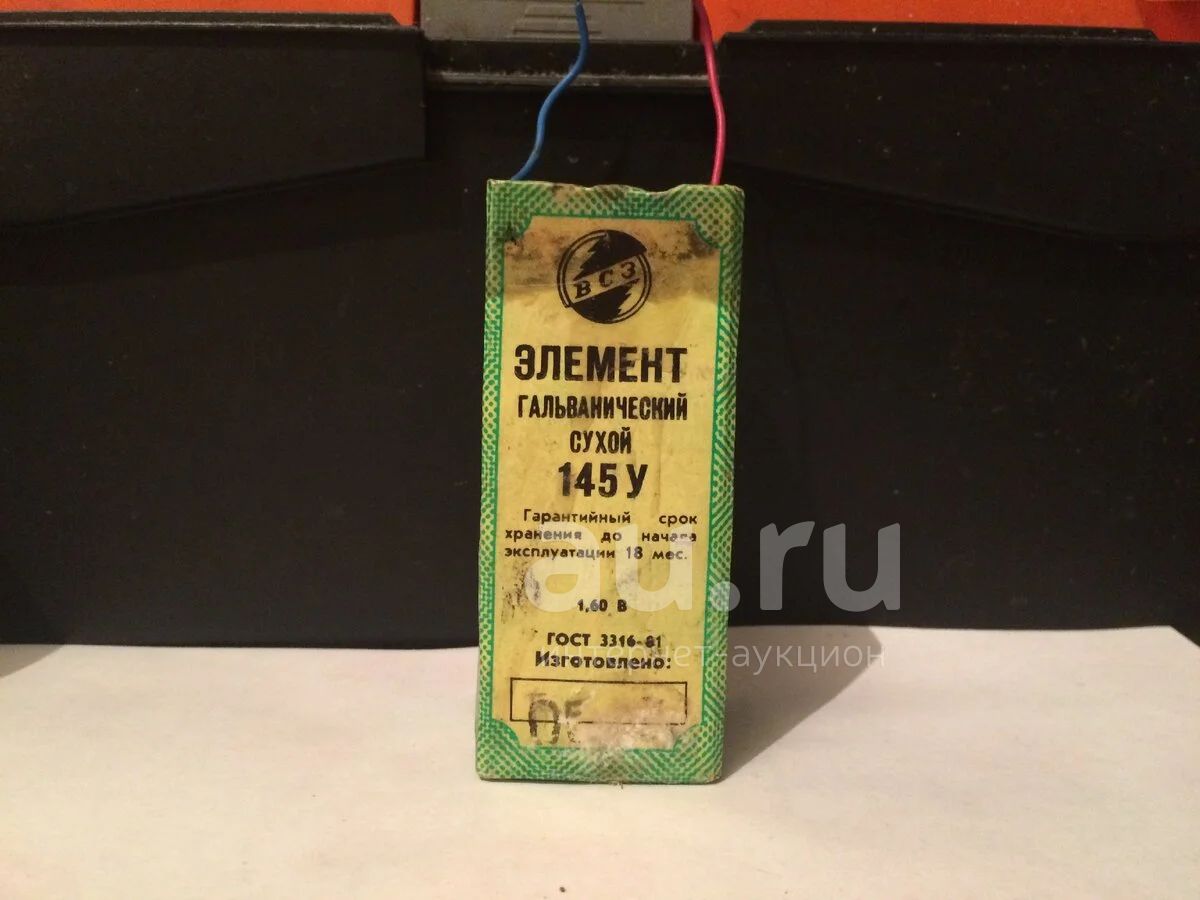 ВСЗ
ЭЛЕМЕНТ
ГАЛЬВАНИЧЕСКИЙ
СУХОЙ
145 У
Гарантийный срок
хранения до начала
эксплуатации 18 мес.
au.ru
1,60 В
ГОСТ 3316-81
интернет-аукцион
Изготовлено: